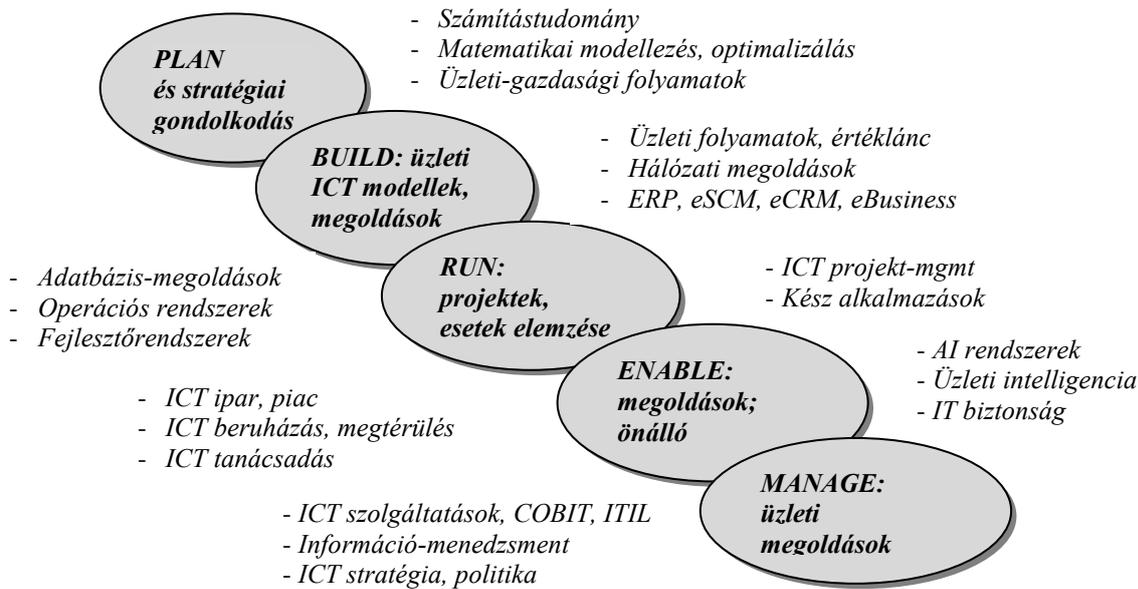 PLAN
és stratégiai
gondolkodás
- Számítástudomány
- Matematikai modellezés, optimalizálás
- Üzleti-gazdasági folyamatok
BUILD: üzleti
ICT modellek,
megoldások
- Üzleti folyamatok, értéklánc
- Hálózati megoldások
- ERP, eSCM, eCRM, eBusiness
- Adatbázis-megoldások
- Operációs rendszerek
- Fejlesztőrendszerek
RUN:
projektek,
esetek elemzése
- ICT projekt-mgmt
- Kész alkalmazások
- ICT ipar, piac
- ICT beruházás, megtérülés
- ICT tanácsadás
ENABLE:
megoldások;
önálló
- AI rendszerek
- Üzleti intelligencia
- IT biztonság
- ICT szolgáltatások, COBIT, ITIL
- Információ-menedzsment
- ICT stratégia, politika
MANAGE:
üzleti
megoldások